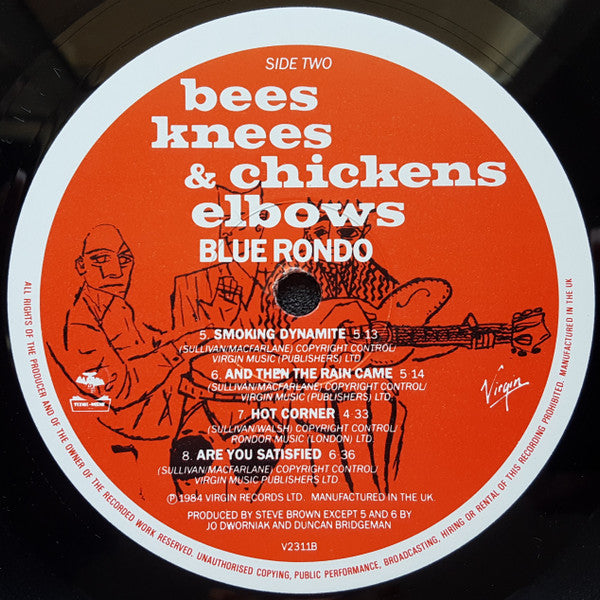 SIDE TWO
bees
knees
& chickens
elbows
BLUE RONDO
5. SMOKING DYNAMITE 5.13
(SULLIVAN/MACFARLANE) COPYRIGHT CONTROL/
VIRGIN MUSIC (PUBLISHERS) LTD
6. AND THEN THE RAIN CAME 5:14
(SULLIVAN/MACFARLANE) COPYRIGHT CONTROL/
VIRGIN MUSIC (PUBLISHERS) LTD.
7. HOT CORNER 4:33
(SULLIVAN/WALSH) COPYRIGHT CONTROL/
RONDOR MUSIC (LONDON) LTD.
8. ARE YOU SATISFIED 6:36
(SULLIVAN/MACFARLANE) COPYRIGHT CONTROL/
VIRGIN MUSIC PUBLISHERS LTD.
Ⓟ1984 VIRGIN RECORDS LTD. MANUFACTURED IN THE UK.
PRODUCED BY STEVE BROWN EXCEPT 5 AND 6 BY
JO DWORNIAK AND DUNCAN BRIDGEMAN
V2311B
Virgin
ALL RIGHTS OF THE PRODUCER AND OF THE OWNER OF THE RECORDED WORK RESERVED. UNAUTHORISED COPYING, PUBLIC PERFORMANCE, BROADCASTING, HIRING OR RENTAL OF THIS RECORDING PROHIBITED. MANUFACTURED IN THE UK